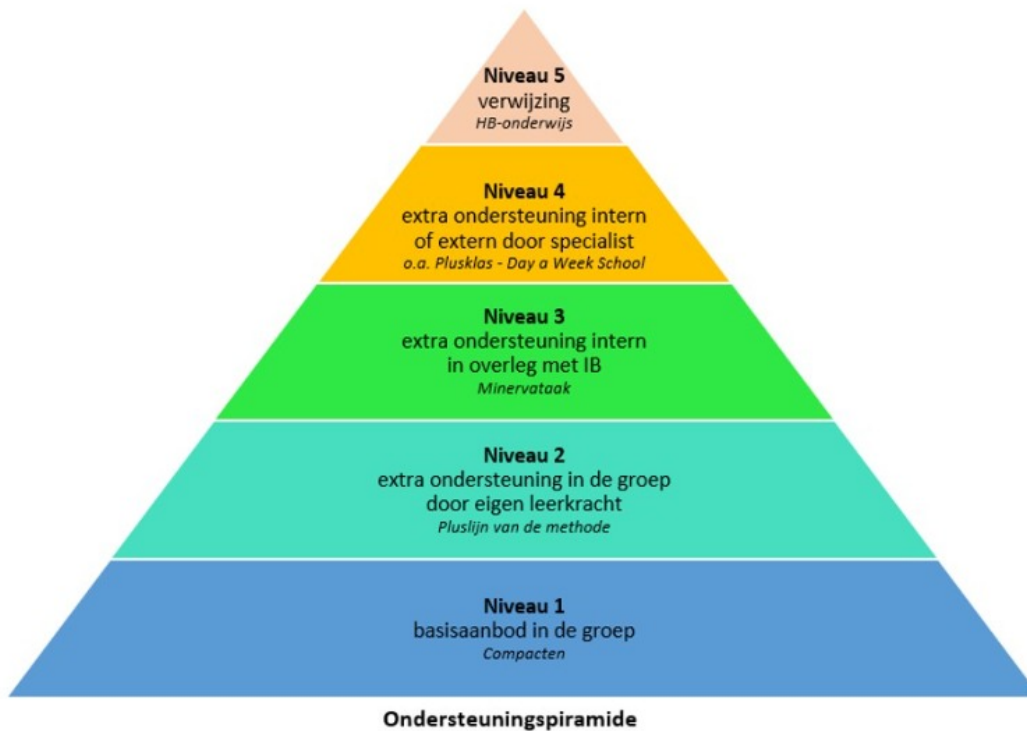 Niveau 5
verwijzing
HB-onderwijs
Niveau 4
extra ondersteuning intern
of extern door specialist
o.a. Plusklas - Day a Week School
Niveau 3
extra ondersteuning intern
in overleg met IB
Minervataak
Niveau 2
extra ondersteuning in de groep
door eigen leerkracht
Pluslijn van de methode
Niveau 1
basisaanbod in de groep
Compacten
Ondersteuningspiramide